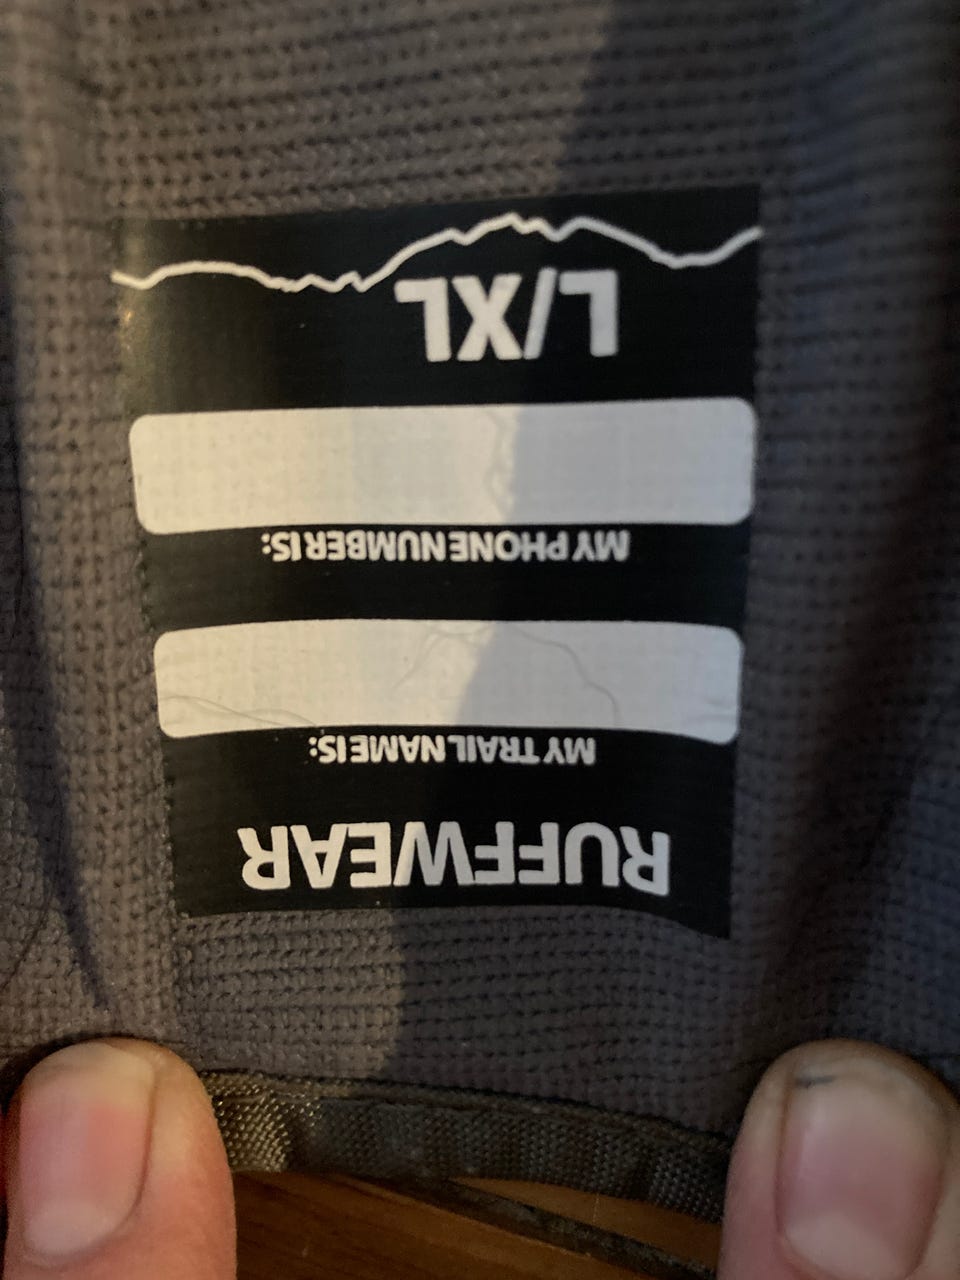 RUFFWEAR
MY TRAIL NAME IS:
MY PHONE NUMBER IS:
L/XL